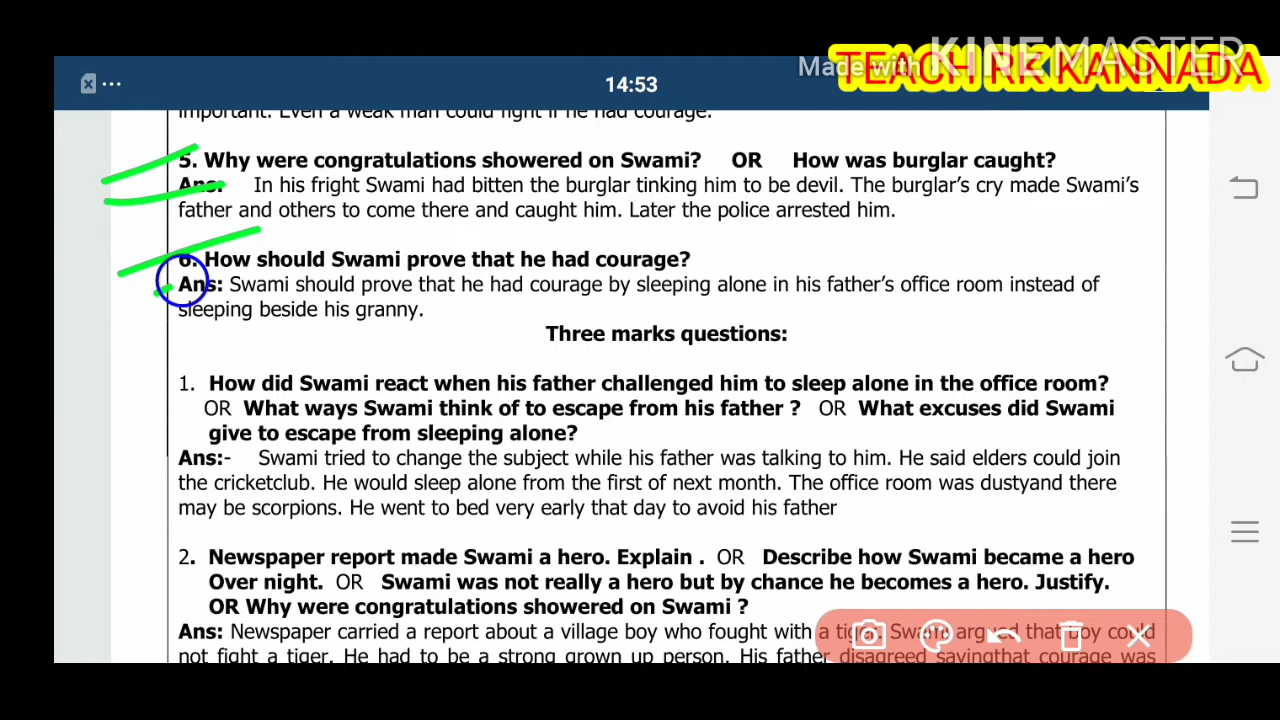 Made with KINEMASTER
TEACH RK KANNADA
14:53
important. Even a weak man could fight if he had courage.
5. Why were congratulations showered on Swami? OR How was burglar caught?
Ans: In his fright Swami had bitten the burglar tinking him to be devil. The burglar's cry made Swami's
father and others to come there and caught him. Later the police arrested him.
6. How should Swami prove that he had courage?
Ans: Swami should prove that he had courage by sleeping alone in his father's office room instead of
sleeping beside his granny.
Three marks questions:
1. How did Swami react when his father challenged him to sleep alone in the office room?
OR What ways Swami think of to escape from his father ? OR What excuses did Swami
give to escape from sleeping alone?
Ans:- Swami tried to change the subject while his father was talking to him. He said elders could join
the cricketclub. He would sleep alone from the first of next month. The office room was dustyand there
may be scorpions. He went to bed very early that day to avoid his father
2. Newspaper report made Swami a hero. Explain . OR Describe how Swami became a hero
Over night. OR Swami was not really a hero but by chance he becomes a hero. Justify.
OR Why were congratulations showered on Swami ?
Ans: Newspaper carried a report about a village boy who fought with a tiger. Swami argued that boy could
not fight a tiger. He had to be a strong grown up person. His father disagreed sayingthat courage was